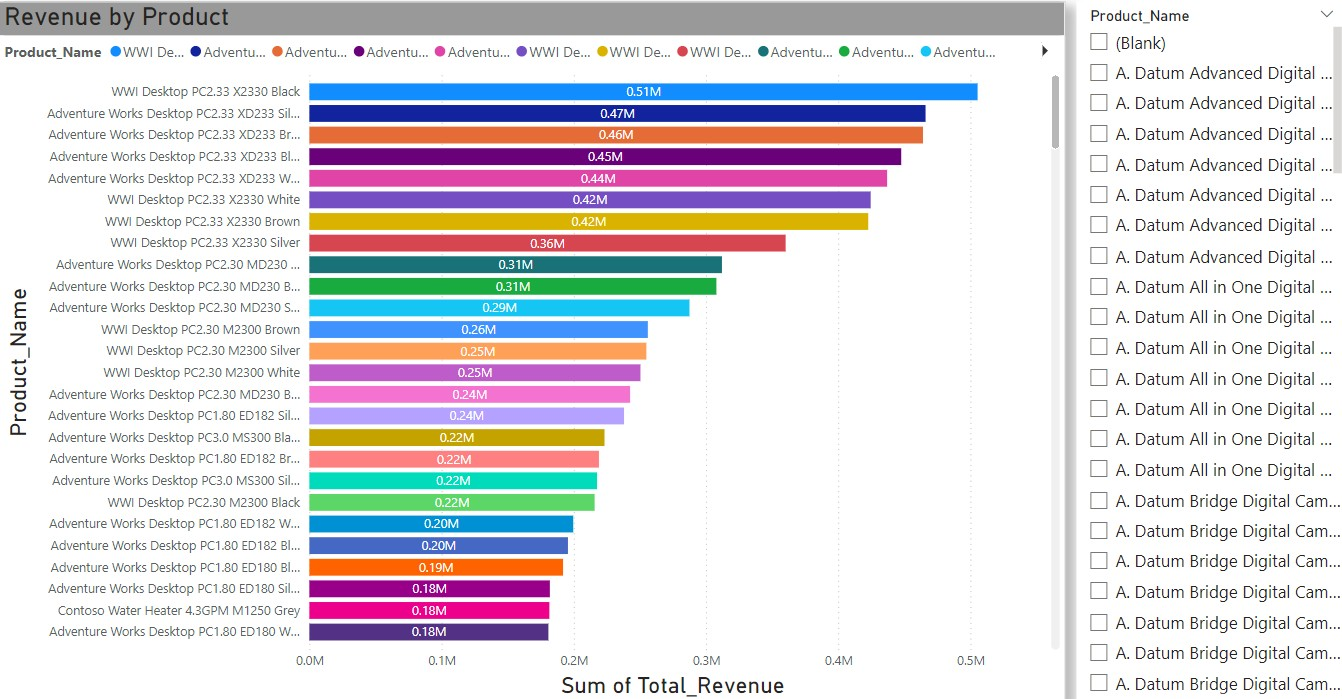 Revenue by Product
Product_Name WWI De... Adventu... Adventu... Adventu... Adventu... WWI De... WWI De... WWI De... Adventu... Adventu... Adventu...
WWI Desktop PC2.33 X2330 Black 0.51M
Adventure Works Desktop PC2.33 XD233 Sil... 0.47M
Adventure Works Desktop PC2.33 XD233 Br... 0.46M
Adventure Works Desktop PC2.33 XD233 Bl... 0.45M
Adventure Works Desktop PC2.33 XD233 W... 0.44M
WWI Desktop PC2.33 X2330 White 0.42M
WWI Desktop PC2.33 X2330 Brown 0.42M
WWI Desktop PC2.33 X2330 Silver 0.36M
Adventure Works Desktop PC2.30 MD230 ... 0.31M
Adventure Works Desktop PC2.30 MD230 B... 0.31M
Adventure Works Desktop PC2.30 MD230 S... 0.29M
WWI Desktop PC2.30 M2300 Brown 0.26M
WWI Desktop PC2.30 M2300 Silver 0.25M
WWI Desktop PC2.30 M2300 White 0.25M
Adventure Works Desktop PC2.30 MD230 B... 0.24M
Adventure Works Desktop PC1.80 ED182 Sil... 0.24M
Adventure Works Desktop PC3.0 MS300 Bla... 0.22M
Adventure Works Desktop PC1.80 ED182 Br... 0.22M
Adventure Works Desktop PC3.0 MS300 Sil... 0.22M
WWI Desktop PC2.30 M2300 Black 0.22M
Adventure Works Desktop PC1.80 ED182 W... 0.20M
Adventure Works Desktop PC1.80 ED182 Bl... 0.20M
Adventure Works Desktop PC1.80 ED180 Bl... 0.19M
Adventure Works Desktop PC1.80 ED180 Sil... 0.18M
Contoso Water Heater 4.3GPM M1250 Grey 0.18M
Adventure Works Desktop PC1.80 ED180 W... 0.18M
Product_Name
0.0M 0.1M 0.2M 0.3M 0.4M 0.5M
Sum of Total_Revenue
Product_Name
(Blank)
A. Datum Advanced Digital ...
A. Datum Advanced Digital ...
A. Datum Advanced Digital ...
A. Datum Advanced Digital ...
A. Datum Advanced Digital ...
A. Datum Advanced Digital ...
A. Datum Advanced Digital ...
A. Datum All in One Digital ...
A. Datum All in One Digital ...
A. Datum All in One Digital ...
A. Datum All in One Digital ...
A. Datum All in One Digital ...
A. Datum All in One Digital ...
A. Datum All in One Digital ...
A. Datum Bridge Digital Cam...
A. Datum Bridge Digital Cam...
A. Datum Bridge Digital Cam...
A. Datum Bridge Digital Cam...
A. Datum Bridge Digital Cam...
A. Datum Bridge Digital Cam...
A. Datum Bridge Digital Cam...